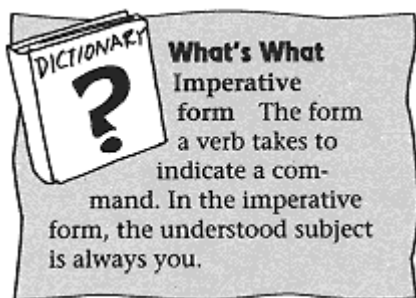 DICTIONARY
?
What's What
Imperative
form The form
a verb takes to
indicate a com-
mand. In the imperative
form, the understood subject
is always you.